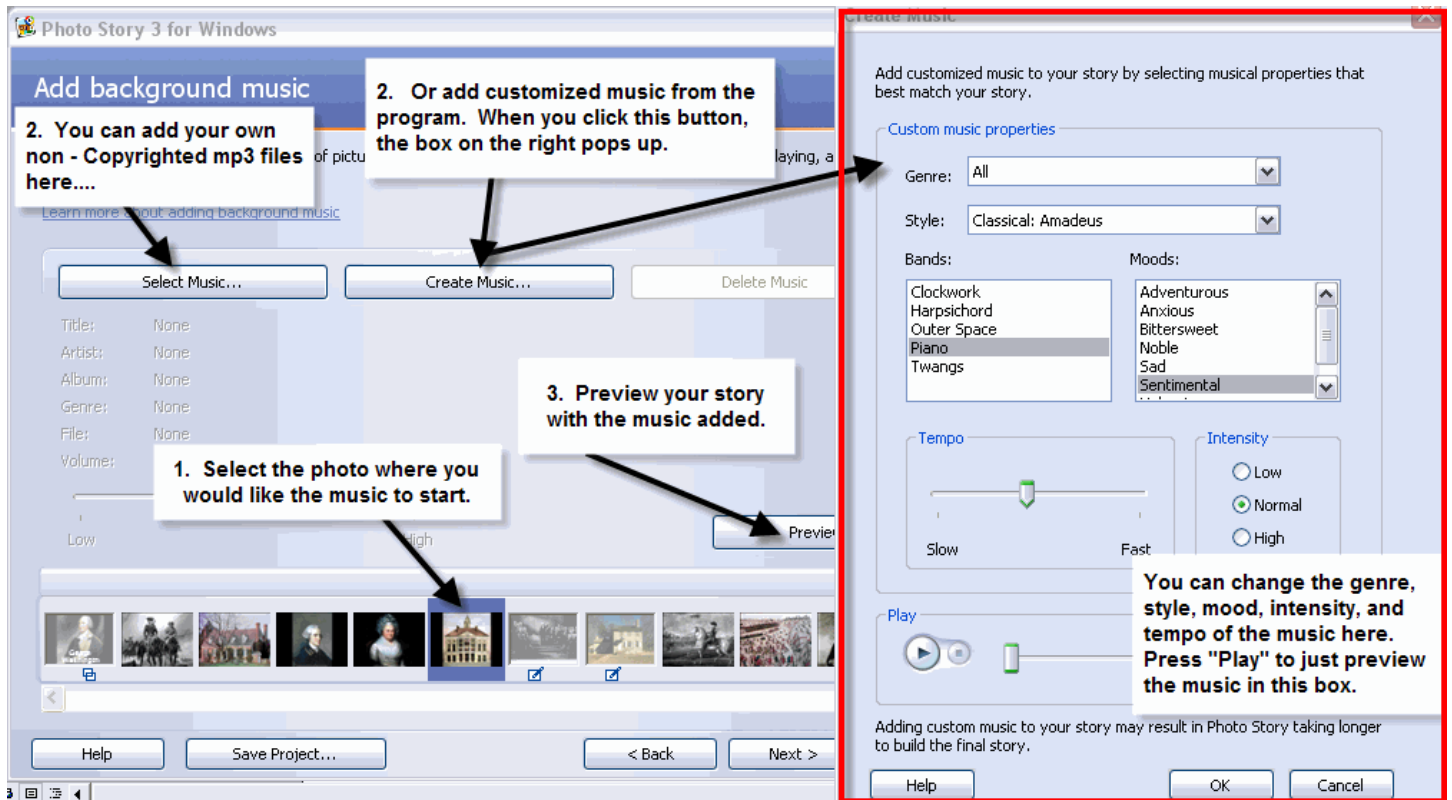 Photo Story 3 for Windows
Add background music
2. You can add your own
non - Copyrighted mp3 files
here....
2. Or add customized music from the
program. When you click this button,
the box on the right pops up.
of pictu
laying, a
Learn more about adding background music
Select Music...
Create Music...
Delete Music
Title: None
Artist: None
Album: None
Genre: None
File: None
Volume:
Low
High
3. Preview your story
with the music added.
1. Select the photo where you
would like the music to start.
Previe
George
Washington
Help
Save Project...
< Back
Next >
Create Music
Add customized music to your story by selecting musical properties that
best match your story.
Custom music properties
Genre: All
Style: Classical: Amadeus
Bands:
Clockwork
Harpsichord
Outer Space
Piano
Twangs
Moods:
Adventurous
Anxious
Bittersweet
Noble
Sad
Sentimental
Tempo
Slow
Fast
Intensity
Low
Normal
High
You can change the genre,
style, mood, intensity, and
tempo of the music here.
Press "Play" to just preview
the music in this box.
Play
Adding custom music to your story may result in Photo Story taking longer
to build the final story.
Help
OK
Cancel